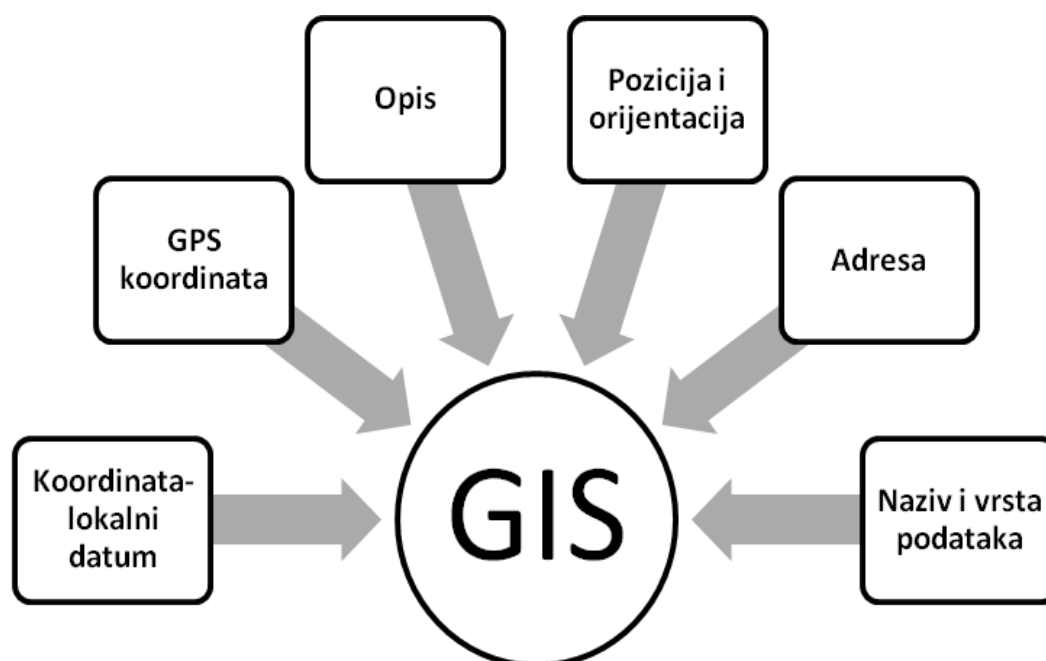 Opis
Pozicija i
orijentacija
GPS
koordinata
Adresa
Koordinata-
lokalni
datum
GIS
Naziv i vrsta
podataka